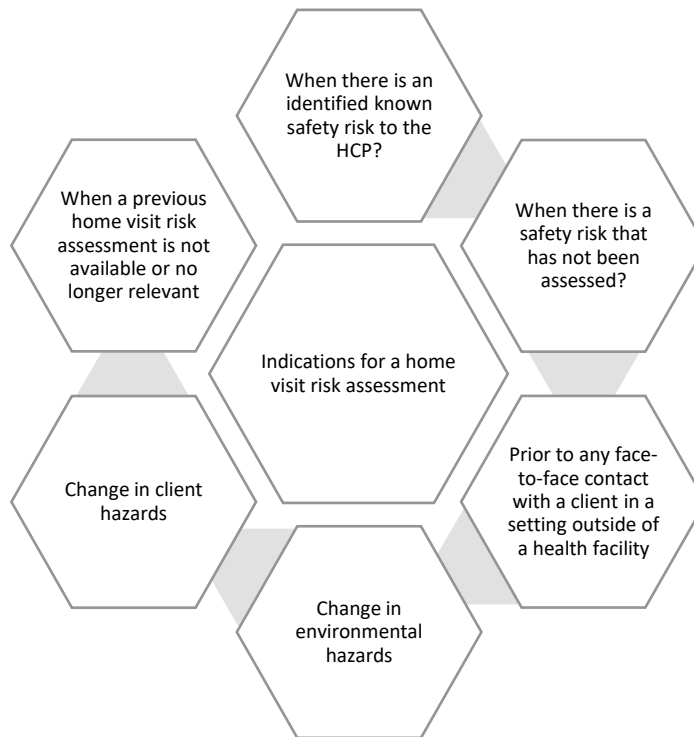 When there is an
identified known
safety risk to the
HCP?
When there is a
safety risk that
has not been
assessed?
Prior to any face-
to-face contact
with a client in a
setting outside of
a health facility
Change in
environmental
hazards
Change in client
hazards
When a previous
home visit risk
assessment is not
available or no
longer relevant
Indications for a home
visit risk assessment